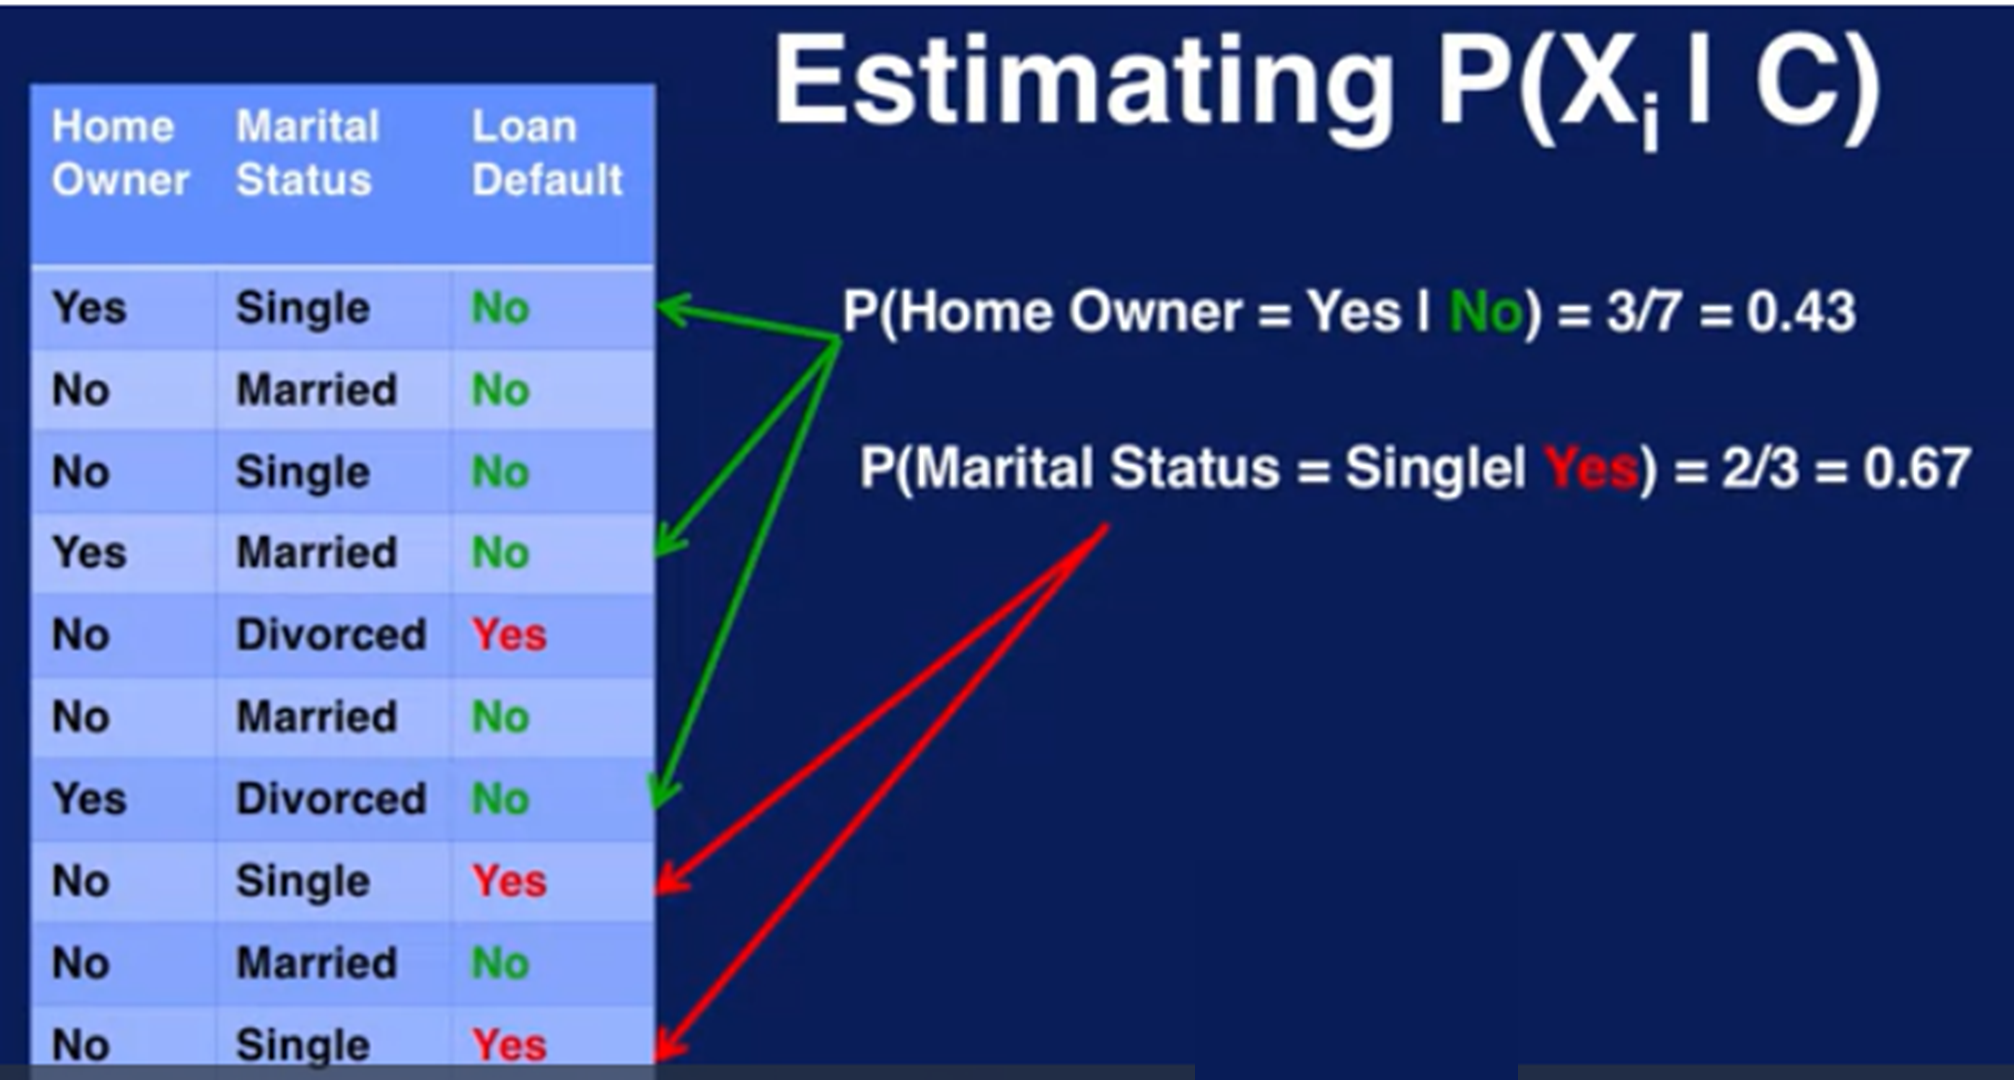 Estimating P(Xi | C)
Home Owner Marital Status Loan Default
Yes Single No
No Married No
No Single No
Yes Married No
No Divorced Yes
No Married No
Yes Divorced No
No Single Yes
No Married No
No Single Yes
P(Home Owner = Yes | No) = 3/7 = 0.43
P(Marital Status = Single| Yes) = 2/3 = 0.67